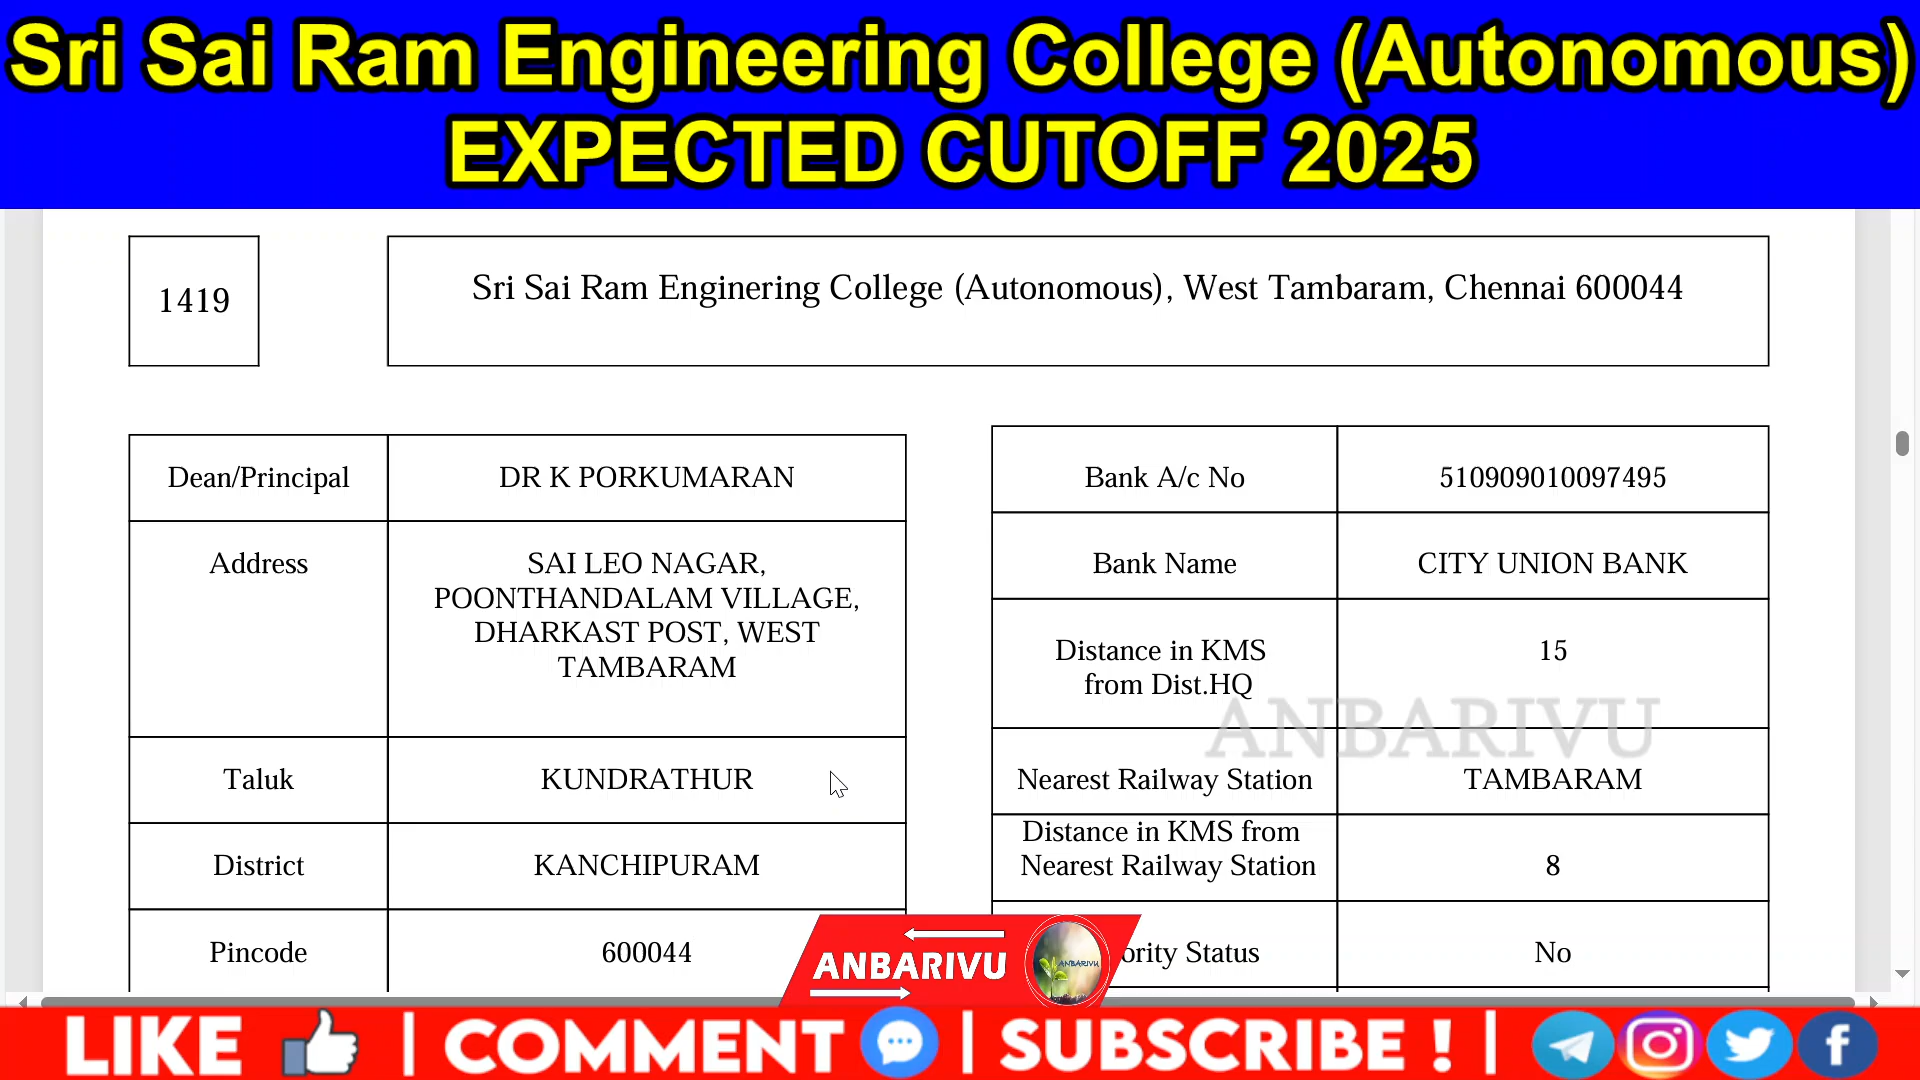 Sri Sai Ram Engineering College (Autonomous)
EXPECTED CUTOFF 2025
1419
Sri Sai Ram Enginering College (Autonomous), West Tambaram, Chennai 600044
Dean/Principal
DR K PORKUMARAN
Address
SAI LEO NAGAR,
POONTHANDALAM VILLAGE,
DHARKAST POST, WEST
TAMBARAM
Taluk
KUNDRATHUR
District
KANCHIPURAM
Pincode
600044
Bank A/c No
510909010097495
Bank Name
CITY UNION BANK
Distance in KMS
from Dist.HQ
15
ANBARIVU
Nearest Railway Station
TAMBARAM
Distance in KMS from
Nearest Railway Station
8
ority Status
No
ANBARIVU
ANBARIVU
LIKE | COMMENT | SUBSCRIBE ! |